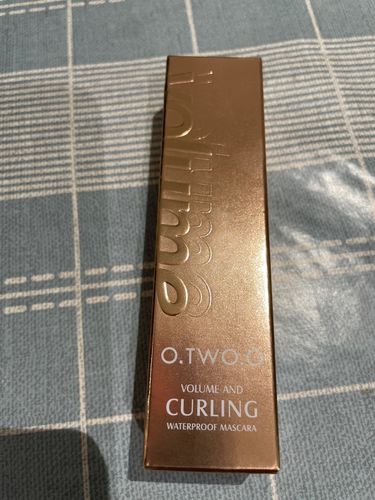 volume
O.TWO.O
VOLUME AND
CURLING
WATERPROOF MASCARA